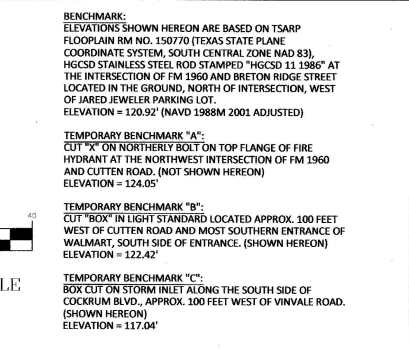 BENCHMARK:
ELEVATIONS SHOWN HEREON ARE BASED ON TSARP
FLOOPLAIN RM NO. 150770 (TEXAS STATE PLANE
COORDINATE SYSTEM, SOUTH CENTRAL ZONE NAD 83),
HGCSD STAINLESS STEEL ROD STAMPED "HGCSD 11 1986" AT
THE INTERSECTION OF FM 1960 AND BRETON RIDGE STREET
LOCATED IN THE GROUND, NORTH OF INTERSECTION, WEST
OF JARED JEWELER PARKING LOT.
ELEVATION = 120.92' (NAVD 1988M 2001 ADJUSTED)
TEMPORARY BENCHMARK "A":
CUT "X" ON NORTHERLY BOLT ON TOP FLANGE OF FIRE
HYDRANT AT THE NORTHWEST INTERSECTION OF FM 1960
AND CUTTEN ROAD. (NOT SHOWN HEREON)
ELEVATION = 124.05'
TEMPORARY BENCHMARK "B":
CUT "BOX" IN LIGHT STANDARD LOCATED APPROX. 100 FEET
WEST OF CUTTEN ROAD AND MOST SOUTHERN ENTRANCE OF
WALMART, SOUTH SIDE OF ENTRANCE. (SHOWN HEREON)
ELEVATION = 122.42'
TEMPORARY BENCHMARK "C":
BOX CUT ON STORM INLET ALONG THE SOUTH SIDE OF
COCKRUM BLVD., APPROX. 100 FEET WEST OF VINVALE ROAD.
(SHOWN HEREON)
ELEVATION = 117.04'
40
LE